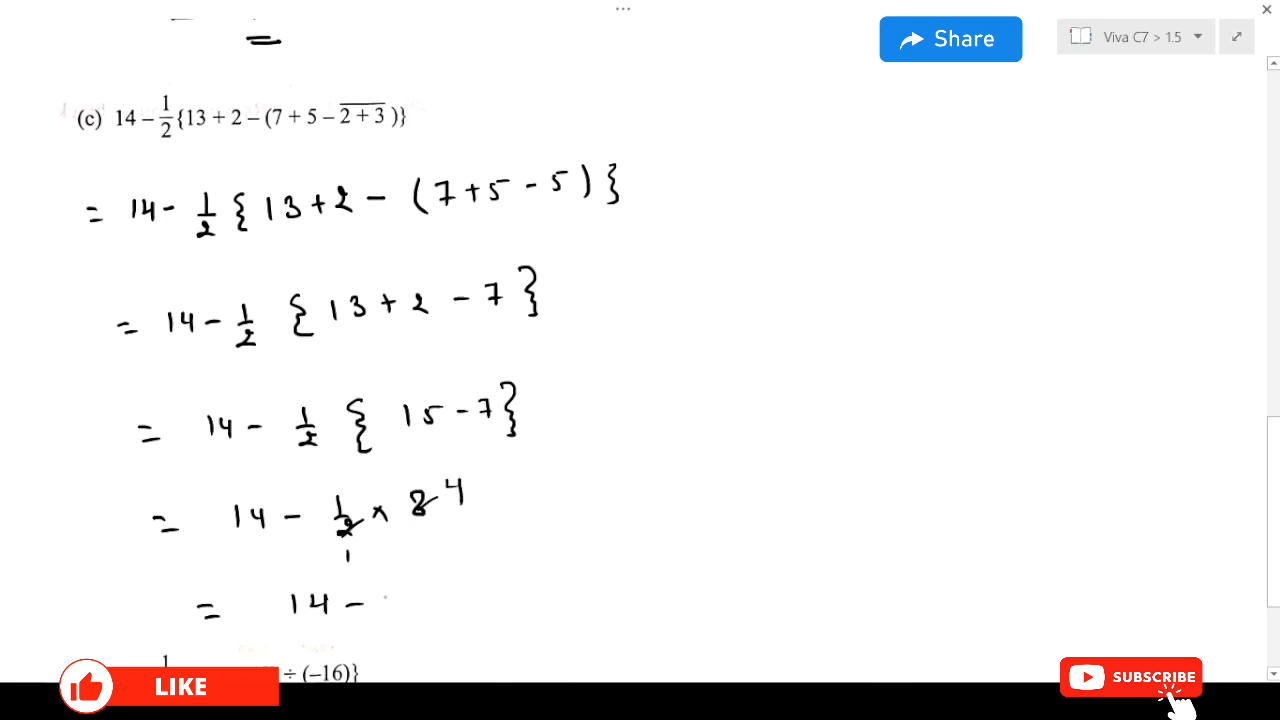 Share
Viva C7 > 1.5
(c) 14 – 1/2 {13 + 2 – (7 + 5 – 2 + 3 )}
= 14 - 1/2 { 13 + 2 - (7 + 5 - 5) }
= 14 - 1/2 { 13 + 2 - 7 }
= 14 - 1/2 { 15 - 7 }
= 14 - 1/2 × 8 4
1
= 14 -
1
÷ (–16)}
LIKE
SUBSCRIBE